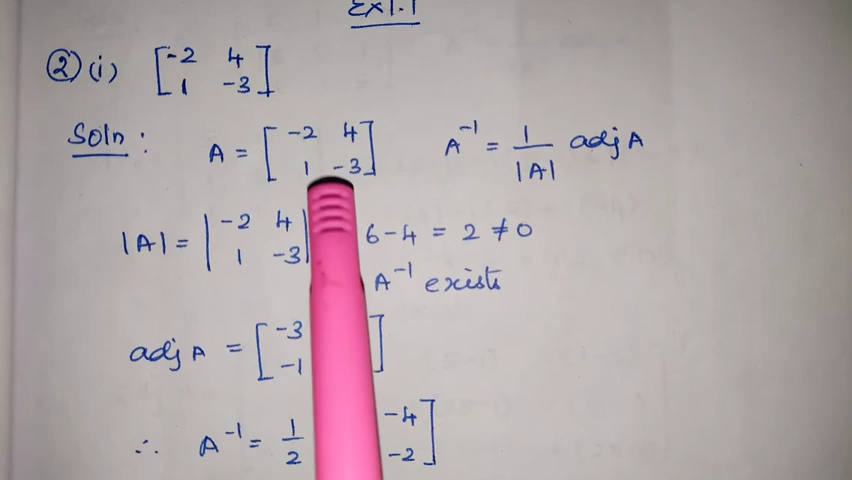 Ex 1.1
② (i) [-2 4
1 -3]
Soln : A = [-2 4
1 -3] A⁻¹ = 1/|A| adj A
|A| = |-2 4
1 -3| 6-4 = 2 ≠ 0
A⁻¹ exists
adj A = [-3
-1 ]
∴ A⁻¹ = 1/2 -4
-2]